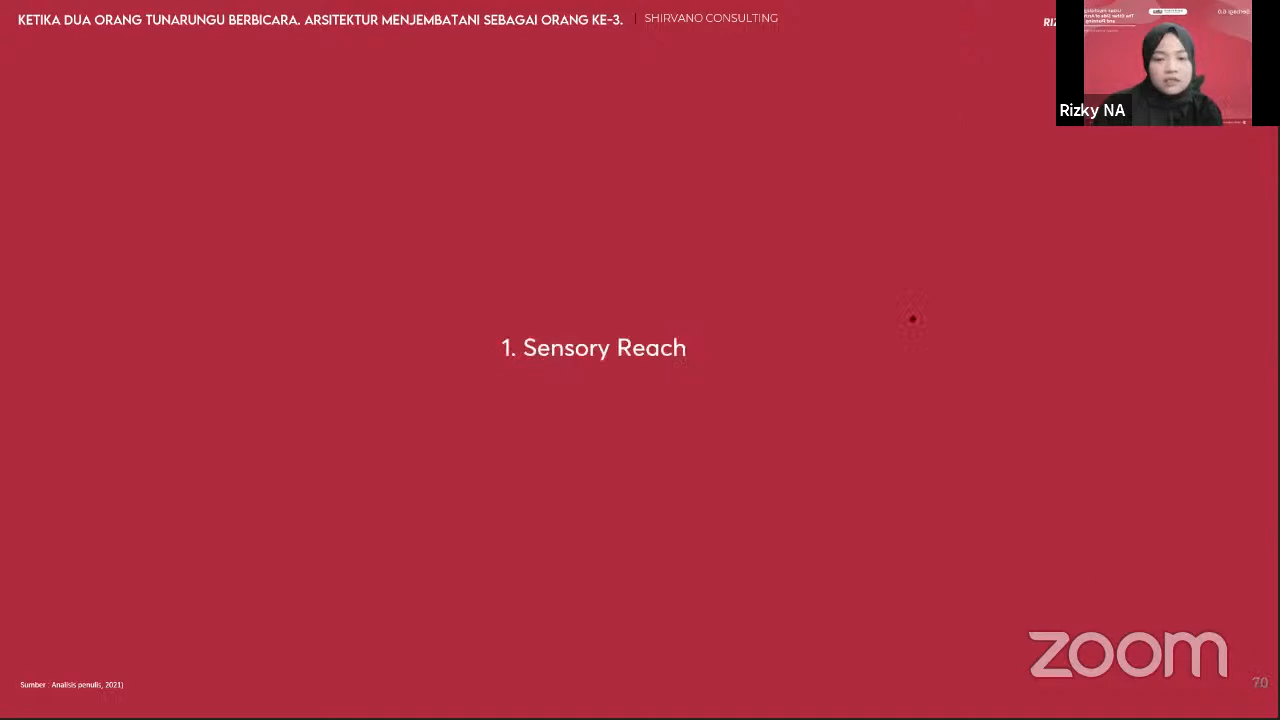 KETIKA DUA ORANG TUNARUNGU BERBICARA. ARSITEKTUR MENJEMBATANI SEBAGAI ORANG KE-3. | SHIRVANO CONSULTING
Rizky NA
1. Sensory Reach
zoom
Sumber : Analisis penulis, 2021)
70